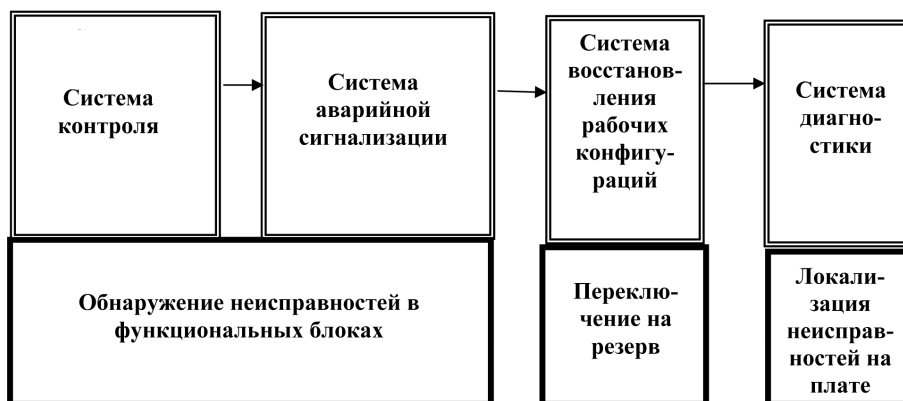 Система
контроля
Система
аварийной
сигнализации
Система
восстанов-
ления
рабочих
конфигу-
раций
Система
диагно-
стики
Обнаружение неисправностей в
функциональных блоках
Переклю-
чение на
резерв
Локали-
зация
неисправ-
ностей на
плате